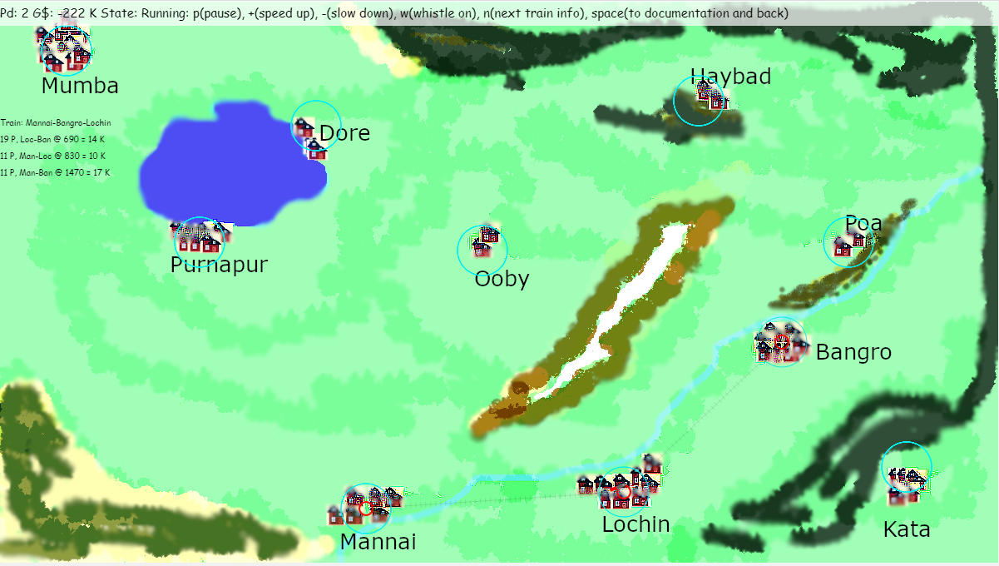 Pd: 2 G$: -222 K State: Running: p(pause), +(speed up), -(slow down), w(whistle on), n(next train info), space(to documentation and back)
Mumba
Haybad
Train: Mannai-Bangro-Lochin
19 P, Loc-Ban @ 690 = 14 K
11 P, Man-Loc @ 830 = 10 K
11 P, Man-Ban @ 1470 = 17 K
Dore
Purnapur
Ooby
Poa
Bangro
Mannai
Lochin
Kata